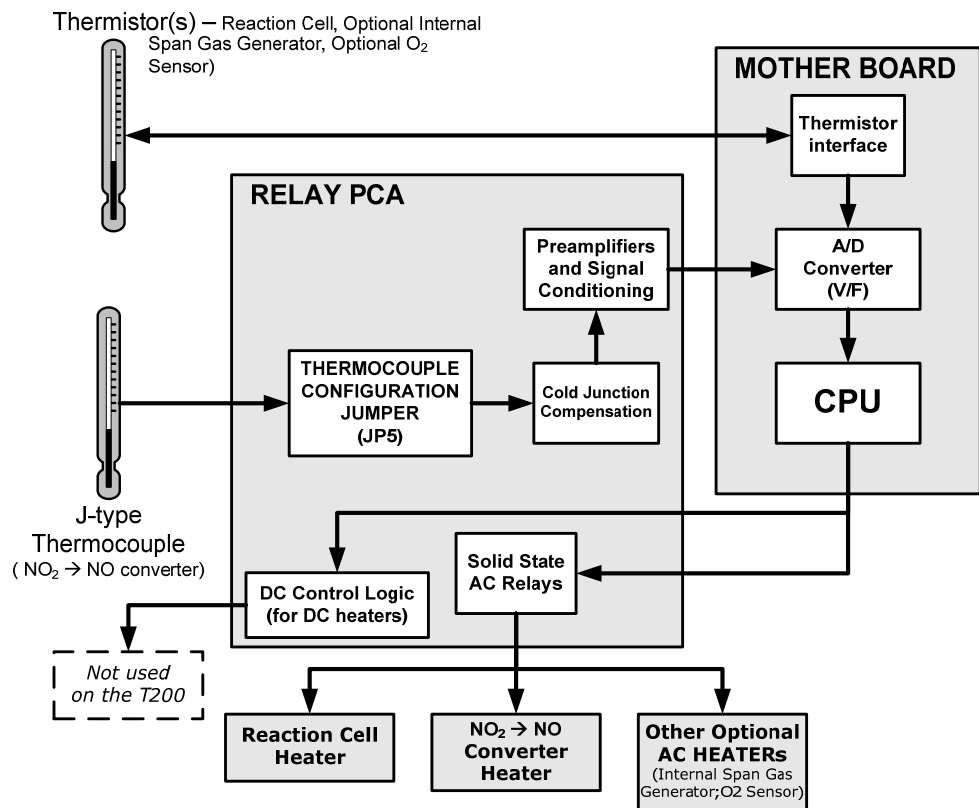 Thermistor(s) – Reaction Cell, Optional Internal
Span Gas Generator, Optional O₂
Sensor)
MOTHER BOARD
Thermistor
interface
RELAY PCA
Preamplifiers
and Signal
Conditioning
A/D
Converter
(V/F)
THERMOCOUPLE
CONFIGURATION
JUMPER
(JP5)
Cold Junction
Compensation
CPU
J-type
Thermocouple
( NO₂ → NO converter)
Solid State
AC Relays
DC Control Logic
(for DC heaters)
Not used
on the T200
Reaction Cell
Heater
NO₂ → NO
Converter
Heater
Other Optional
AC HEATERs
(Internal Span Gas
Generator;O2 Sensor)